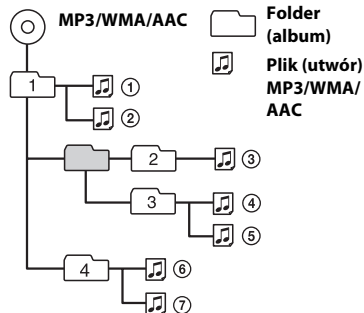 MP3/WMA/AAC
Folder
(album)
Plik (utwór)
MP3/WMA/
AAC
1
①
②
2
③
3
④
⑤
4
⑥
⑦